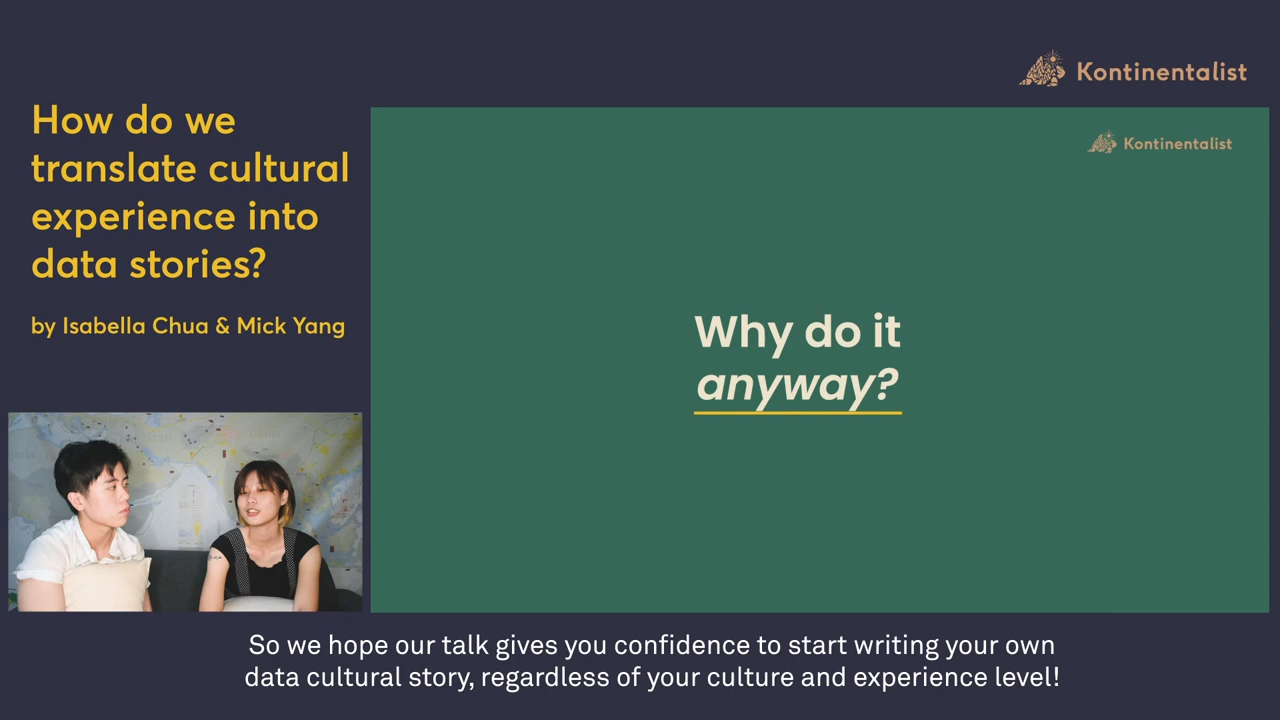 Kontinentalist
How do we
translate cultural
experience into
data stories?
by Isabella Chua & Mick Yang
Kontinentalist
Why do it
anyway?
So we hope our talk gives you confidence to start writing your own
data cultural story, regardless of your culture and experience level!